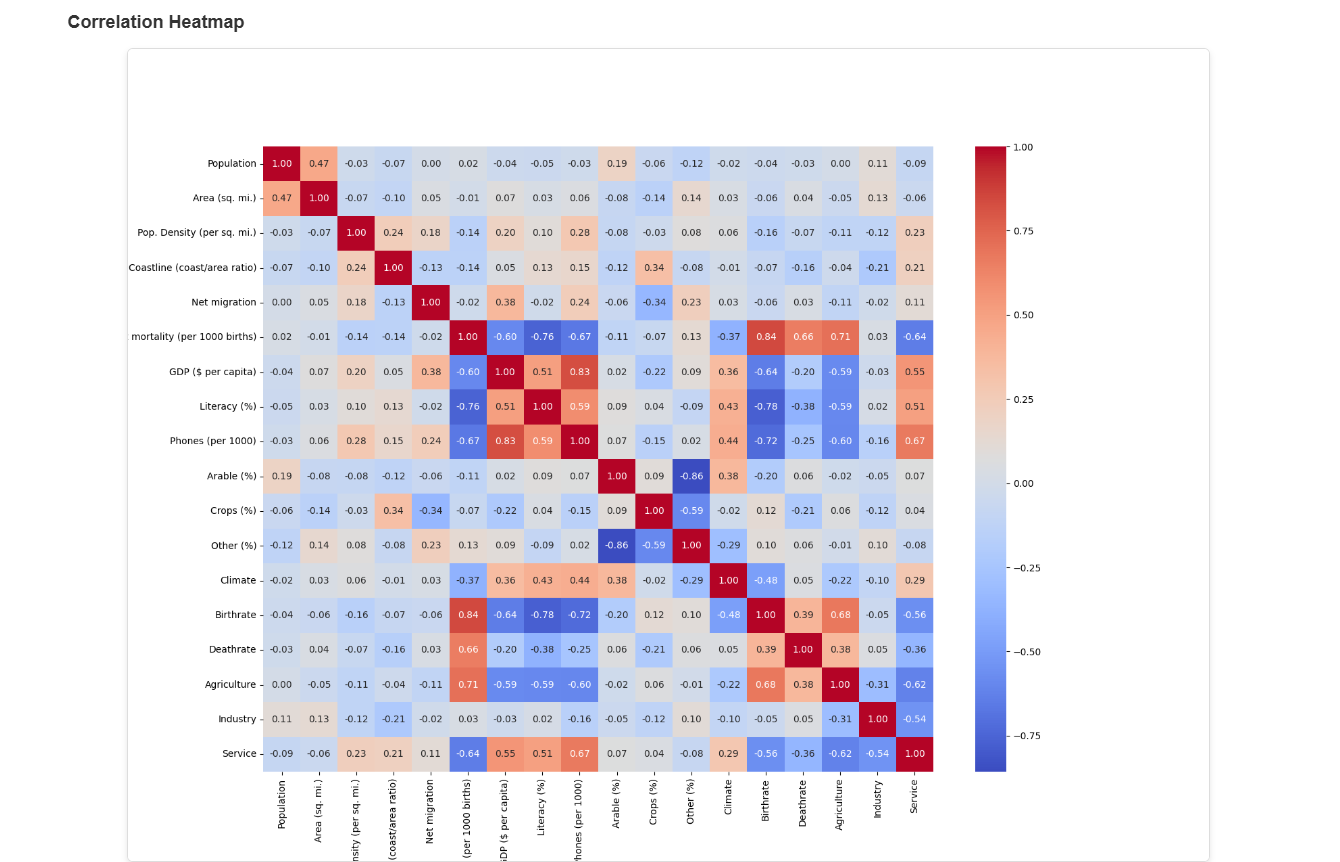 Correlation Heatmap
Population 1.00 0.47 -0.03 -0.07 0.00 0.02 -0.04 -0.05 -0.03 0.19 -0.06 -0.12 -0.02 -0.04 -0.03 0.00 0.11 -0.09
Area (sq. mi.) 0.47 1.00 -0.07 -0.10 0.05 -0.01 0.07 0.03 0.06 -0.08 -0.14 0.14 0.03 -0.06 0.04 -0.05 0.13 -0.06
Pop. Density (per sq. mi.) -0.03 -0.07 1.00 0.24 0.18 -0.14 0.20 0.10 0.28 -0.08 -0.03 0.08 0.06 -0.16 -0.07 -0.11 -0.12 0.23
Coastline (coast/area ratio) -0.07 -0.10 0.24 1.00 -0.13 -0.14 0.05 0.13 0.15 -0.12 0.34 -0.08 -0.01 -0.07 -0.16 -0.04 -0.21 0.21
Net migration 0.00 0.05 0.18 -0.13 1.00 -0.02 0.38 -0.02 0.24 -0.06 -0.34 0.23 0.03 -0.06 0.03 -0.11 -0.02 0.11
mortality (per 1000 births) 0.02 -0.01 -0.14 -0.14 -0.02 1.00 -0.60 -0.76 -0.67 -0.11 -0.07 0.13 -0.37 0.84 0.66 0.71 0.03 -0.64
GDP ($ per capita) -0.04 0.07 0.20 0.05 0.38 -0.60 1.00 0.51 0.83 0.02 -0.22 0.09 0.36 -0.64 -0.20 -0.59 -0.03 0.55
Literacy (%) -0.05 0.03 0.10 0.13 -0.02 -0.76 0.51 1.00 0.59 0.09 0.04 -0.09 0.43 -0.78 -0.38 -0.59 0.02 0.51
Phones (per 1000) -0.03 0.06 0.28 0.15 0.24 -0.67 0.83 0.59 1.00 0.07 -0.15 0.02 0.44 -0.72 -0.25 -0.60 -0.16 0.67
Arable (%) 0.19 -0.08 -0.08 -0.12 -0.06 -0.11 0.02 0.09 0.07 1.00 0.09 -0.86 0.38 -0.20 0.06 -0.02 -0.05 0.07
Crops (%) -0.06 -0.14 -0.03 0.34 -0.34 -0.07 -0.22 0.04 -0.15 0.09 1.00 -0.59 -0.02 0.12 -0.21 0.06 -0.12 0.04
Other (%) -0.12 0.14 0.08 -0.08 0.23 0.13 0.09 -0.09 0.02 -0.86 -0.59 1.00 -0.29 0.10 0.06 -0.01 0.10 -0.08
Climate -0.02 0.03 0.06 -0.01 0.03 -0.37 0.36 0.43 0.44 0.38 -0.02 -0.29 1.00 -0.48 0.05 -0.22 -0.10 0.29
Birthrate -0.04 -0.06 -0.16 -0.07 -0.06 0.84 -0.64 -0.78 -0.72 -0.20 0.12 0.10 -0.48 1.00 0.39 0.68 -0.05 -0.56
Deathrate -0.03 0.04 -0.07 -0.16 0.03 0.66 -0.20 -0.38 -0.25 0.06 -0.21 0.06 0.05 0.39 1.00 0.38 0.05 -0.36
Agriculture 0.00 -0.05 -0.11 -0.04 -0.11 0.71 -0.59 -0.59 -0.60 -0.02 0.06 -0.01 -0.22 0.68 0.38 1.00 -0.31 -0.62
Industry 0.11 0.13 -0.12 -0.21 -0.02 0.03 -0.03 0.02 -0.16 -0.05 -0.12 0.10 -0.10 -0.05 0.05 -0.31 1.00 -0.54
Service -0.09 -0.06 0.23 0.21 0.11 -0.64 0.55 0.51 0.67 0.07 0.04 -0.08 0.29 -0.56 -0.36 -0.62 -0.54 1.00
Population
Area (sq. mi.)
(per sq. mi.)
(coast/area ratio)
Net migration
(per 1000 births)
($ per capita)
Literacy (%)
(per 1000)
Arable (%)
Crops (%)
Other (%)
Climate
Birthrate
Deathrate
Agriculture
Industry
Service
1.00
0.75
0.50
0.25
0.00
−0.25
−0.50
−0.75